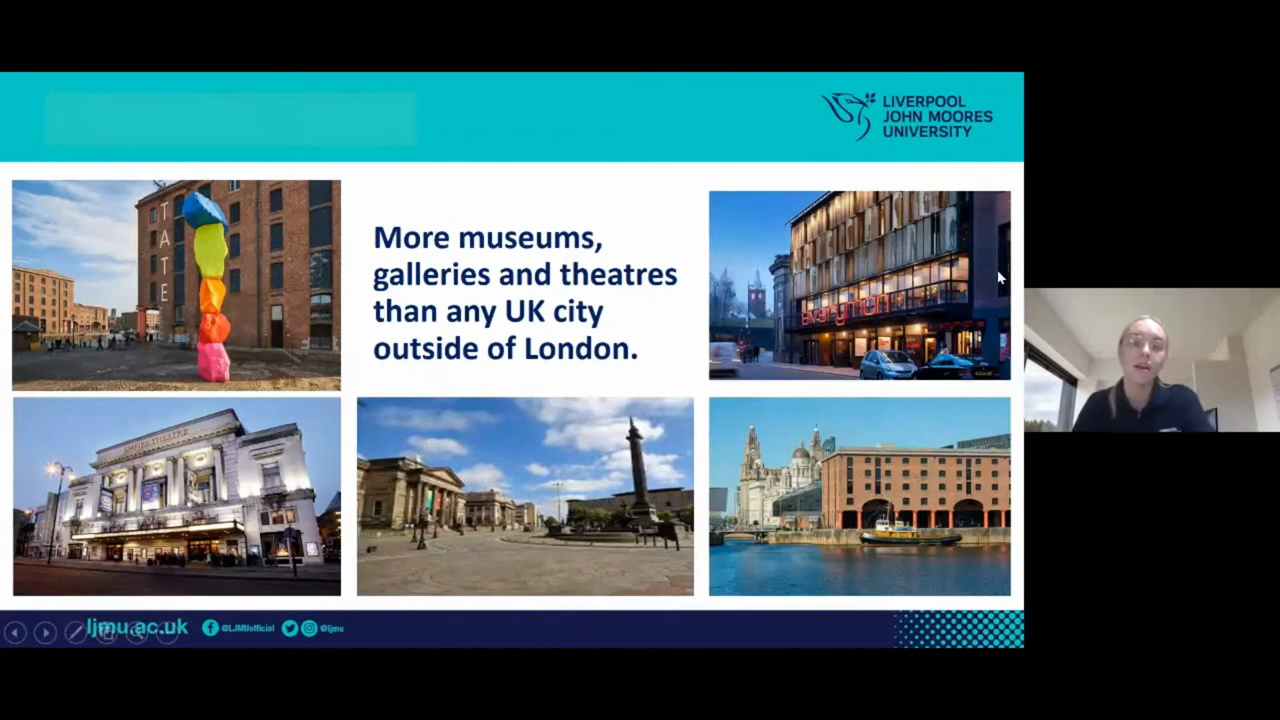 LIVERPOOL
JOHN MOORES
UNIVERSITY
TATE
More museums,
galleries and theatres
than any UK city
outside of London.
everyman
EMPIRE THEATRE
ljmu.ac.uk
@LJMUofficial
@ljmu